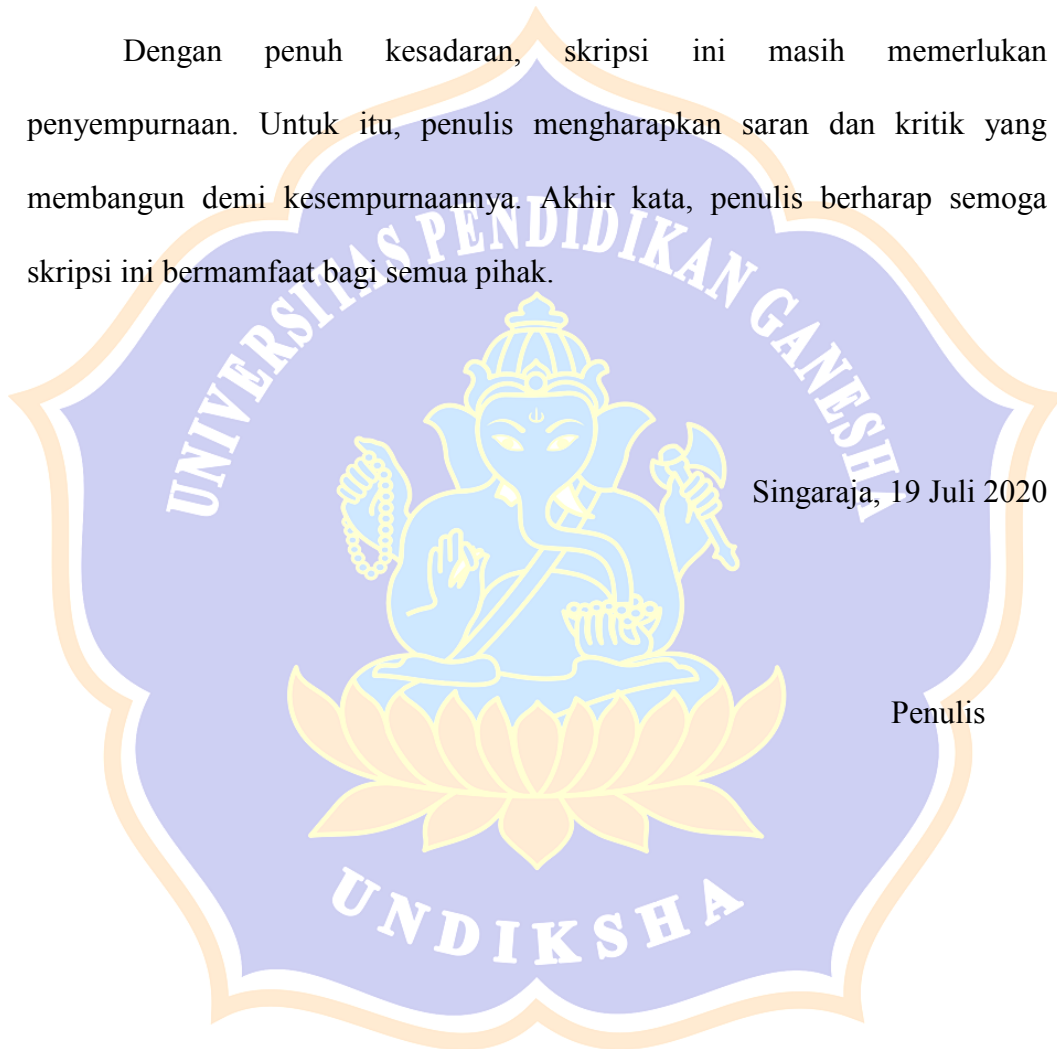 Dengan penuh kesadaran, skripsi ini masih memerlukan
penyempurnaan. Untuk itu, penulis mengharapkan saran dan kritik yang
membangun demi kesempurnaannya. Akhir kata, penulis berharap semoga
skripsi ini bermamfaat bagi semua pihak.
UNIVERSITAS PENDIDIKAN GANESHA
Singaraja, 19 Juli 2020
Penulis
UNDIKSHA